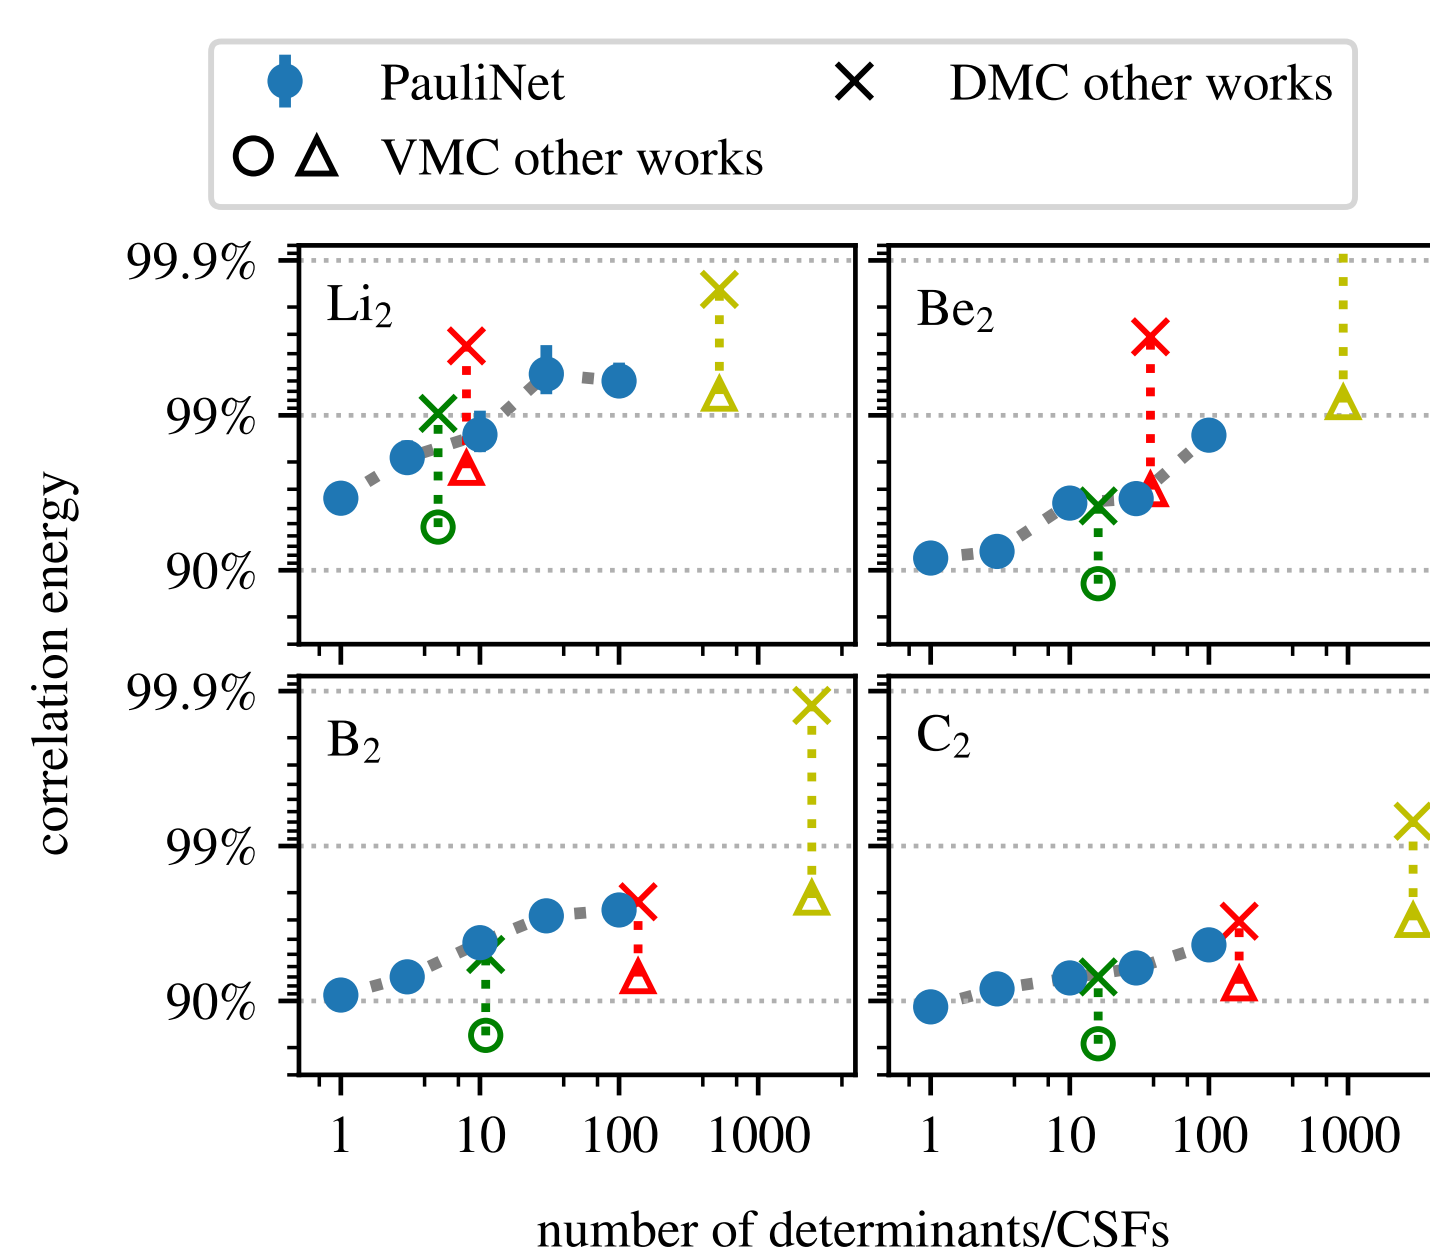 PauliNet
DMC other works
VMC other works
99.9%
99%
90%
Li₂
Be₂
99.9%
99%
90%
B₂
C₂
correlation energy
1 10 100 1000
1 10 100 1000
number of determinants/CSFs